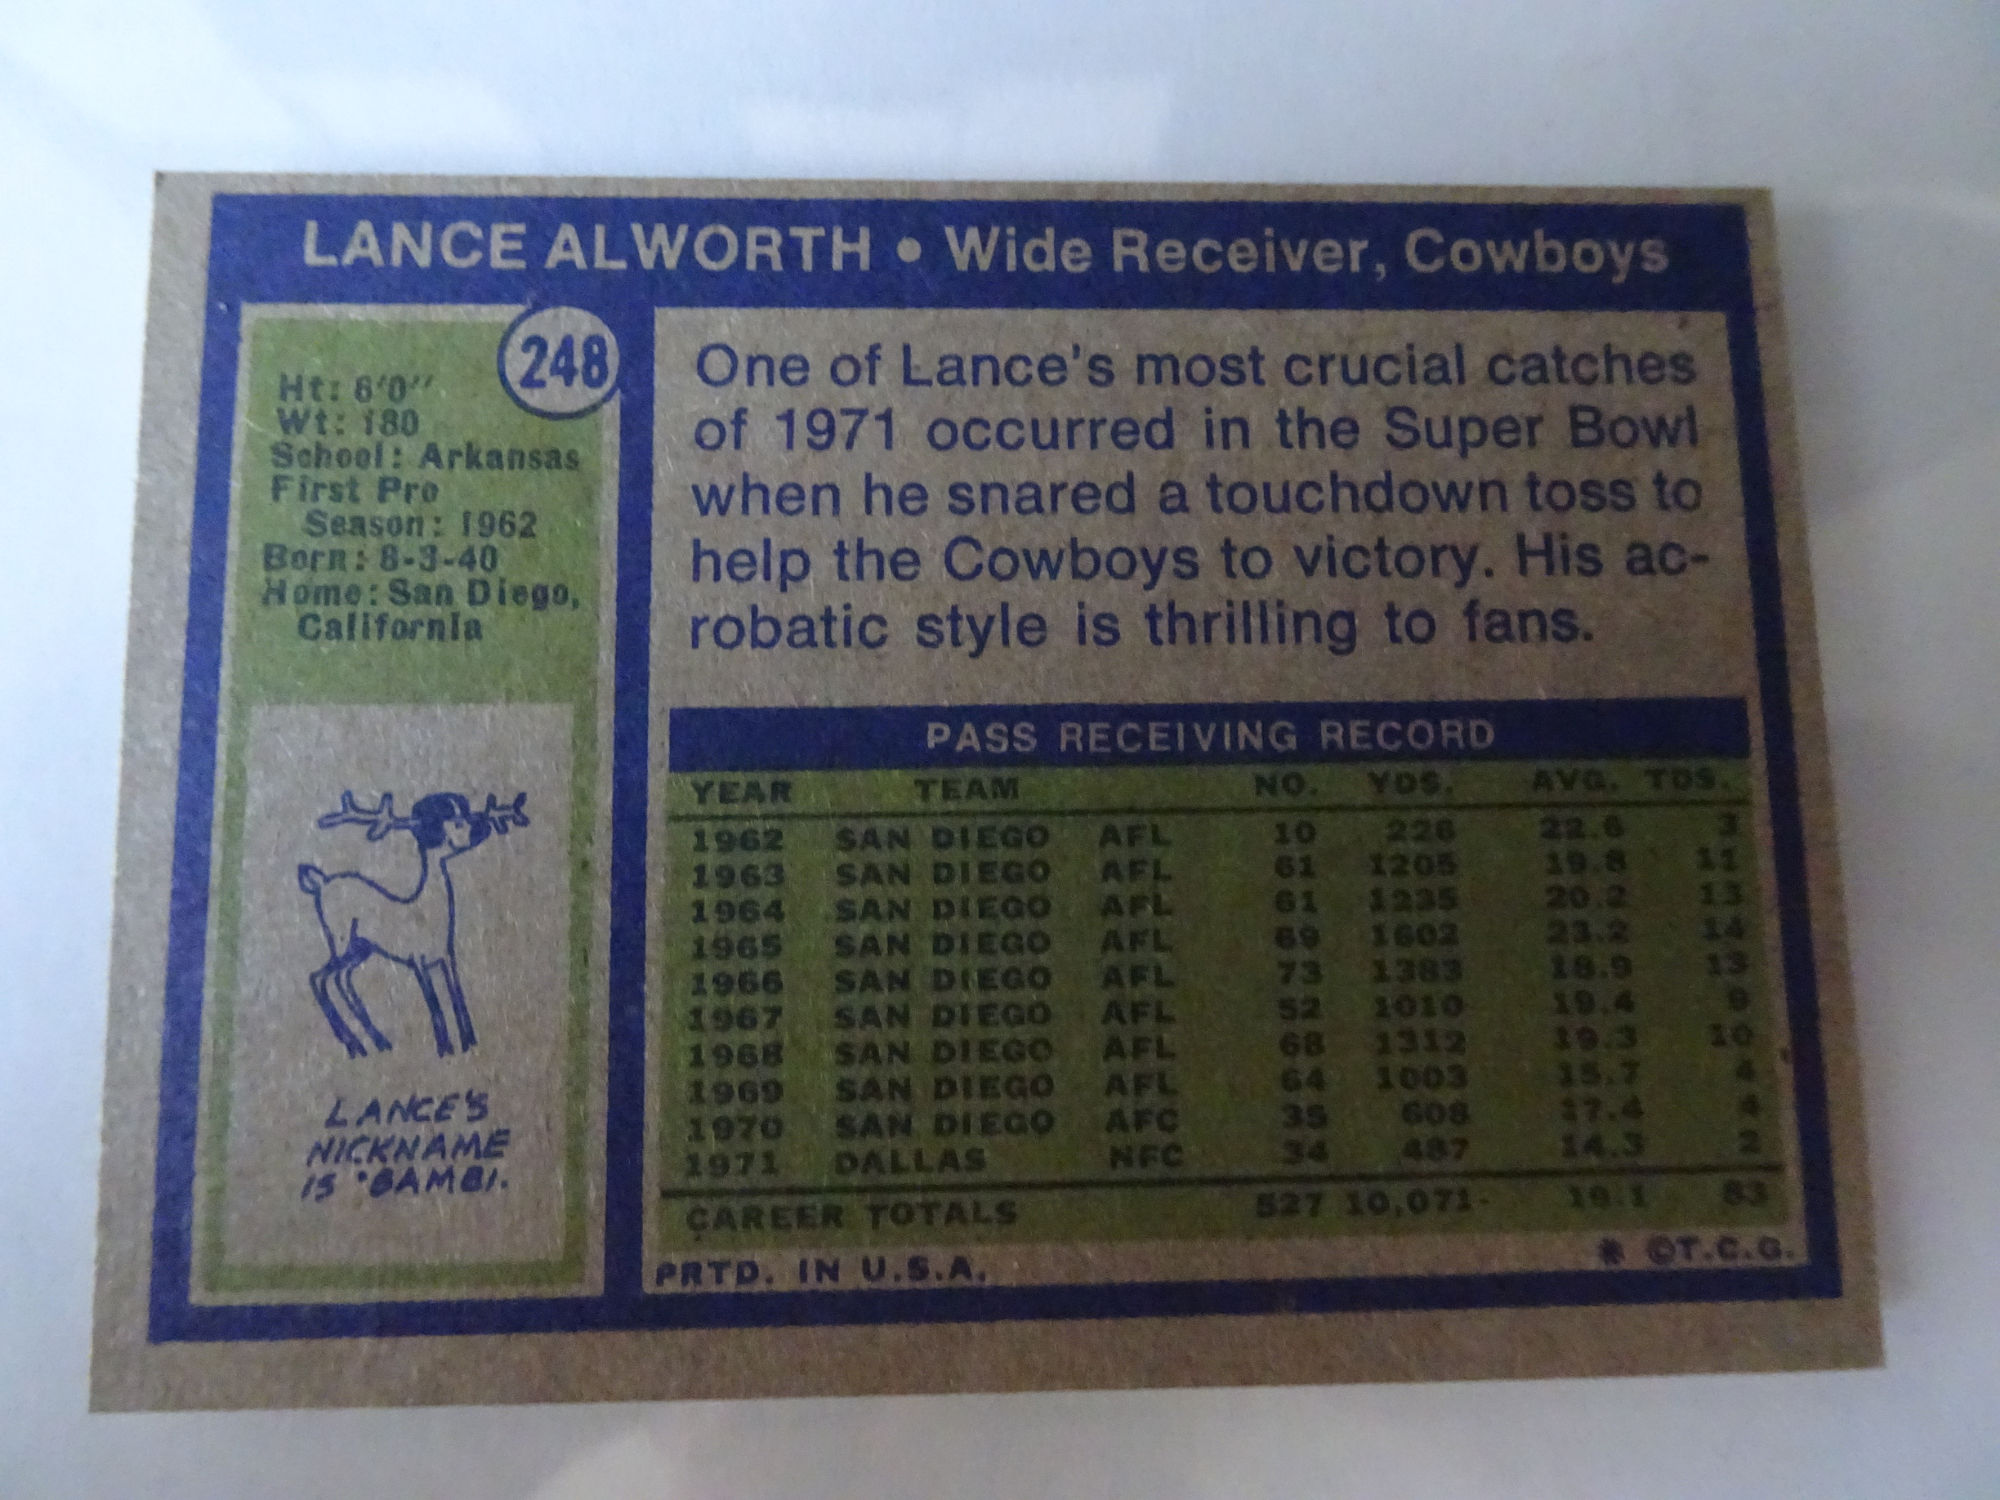 LANCE ALWORTH • Wide Receiver, Cowboys
248
Ht: 6'0"
Wt: 180
School: Arkansas
First Pro
Season: 1962
Born: 8-3-40
Home: San Diego,
California
LANCE'S
NICKNAME
IS "BAMBI.
One of Lance's most crucial catches
of 1971 occurred in the Super Bowl
when he snared a touchdown toss to
help the Cowboys to victory. His ac-
robatic style is thrilling to fans.
PASS RECEIVING RECORD
YEAR TEAM NO. YDS. AVG. TDS.
1962 SAN DIEGO AFL 10 226 22.6 3
1963 SAN DIEGO AFL 61 1205 19.8 11
1964 SAN DIEGO AFL 61 1235 20.2 13
1965 SAN DIEGO AFL 69 1602 23.2 14
1966 SAN DIEGO AFL 73 1383 18.9 13
1967 SAN DIEGO AFL 52 1010 19.4 9
1968 SAN DIEGO AFL 68 1312 19.3 10
1969 SAN DIEGO AFL 64 1003 15.7 4
1970 SAN DIEGO AFC 35 608 17.4 4
1971 DALLAS NFC 34 487 14.3 2
CAREER TOTALS 527 10,071 19.1 83
PRTD. IN U.S.A. * ©T.C.G.